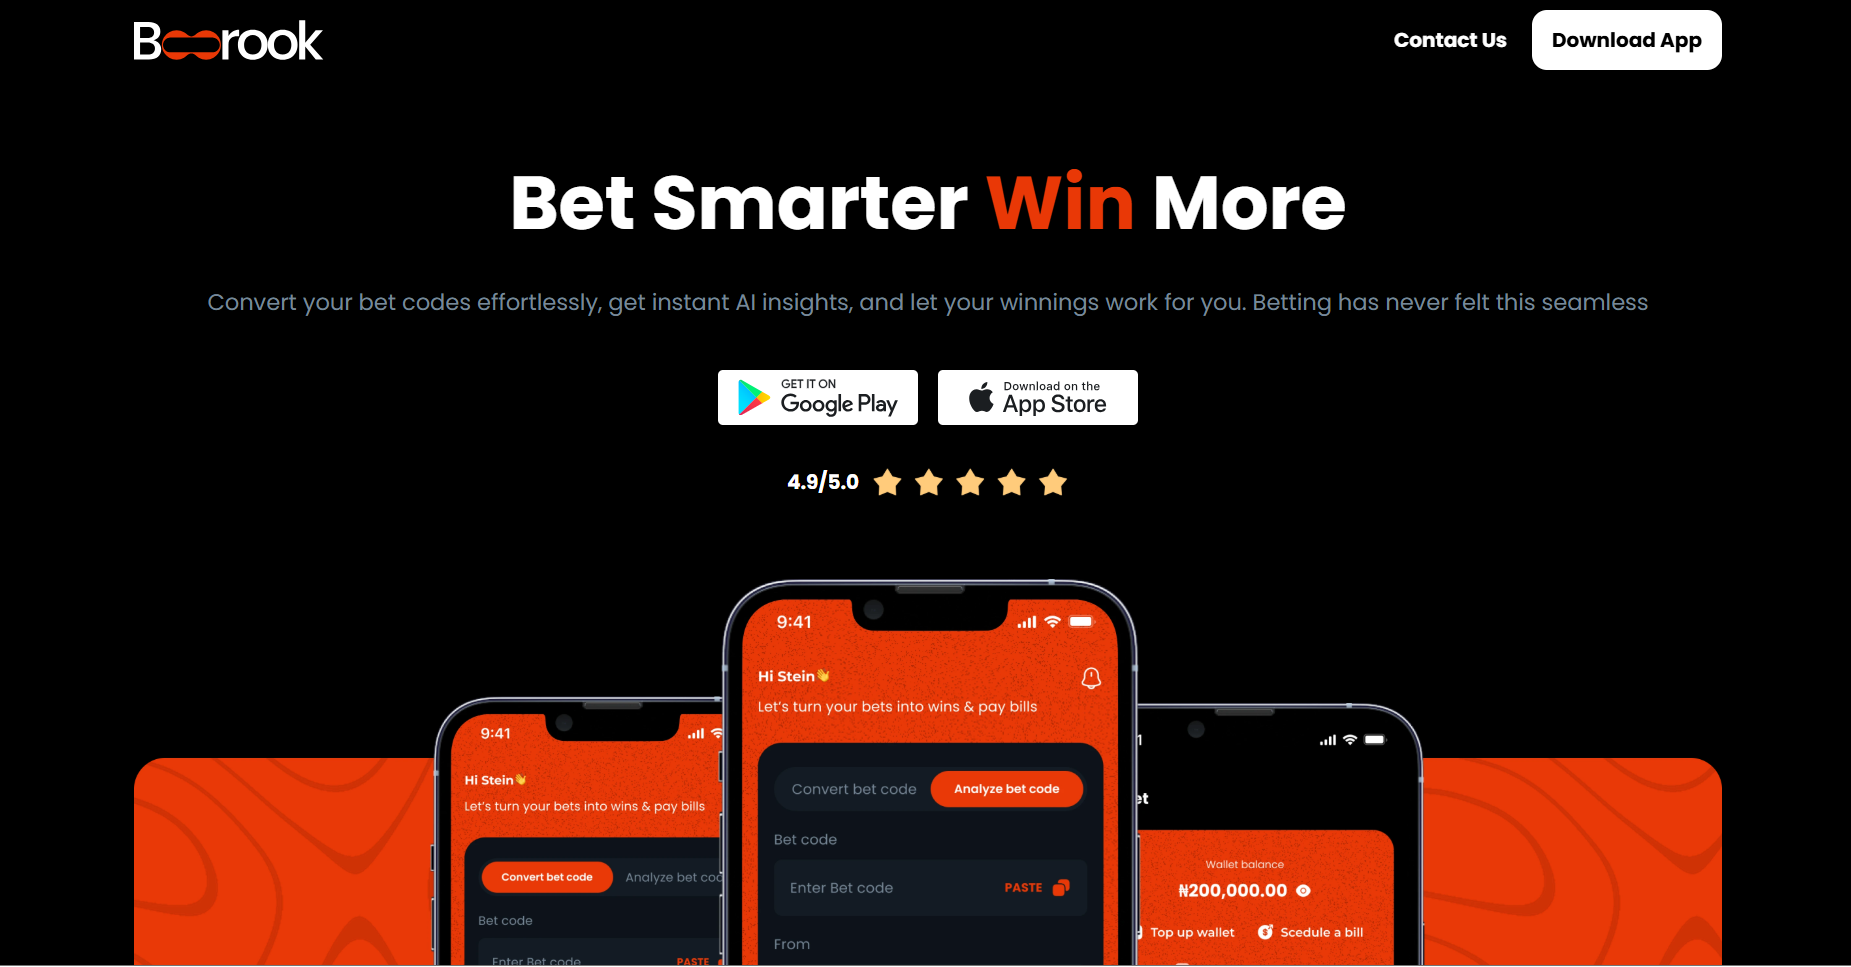 Boorook
Contact Us
Download App
Bet Smarter Win More
Convert your bet codes effortlessly, get instant AI insights, and let your winnings work for you. Betting has never felt this seamless
GET IT ON
Google Play
Download on the
App Store
4.9/5.0
9:41
Hi Stein👋
Let's turn your bets into wins & pay bills
Convert bet code
Analyze bet code
Bet code
Enter Bet code
PASTE
From
9:41
Hi Stein👋
Let's turn your bets into wins & pay bills
Convert bet code
Analyze bet cod
Bet code
Enter Bet code
PASTE
1
et
Wallet balance
₦200,000.00
Top up wallet
Scedule a bill